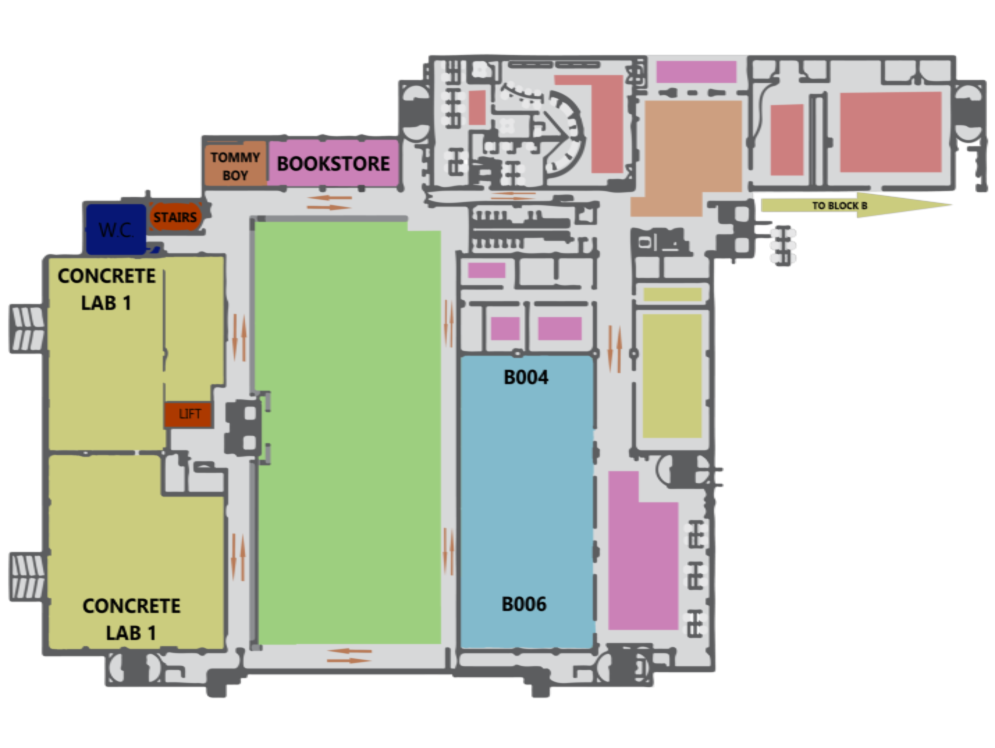 TOMMY
BOY
BOOKSTORE
STAIRS
W.C.
TO BLOCK B
CONCRETE
LAB 1
B004
LIFT
B006
CONCRETE
LAB 1